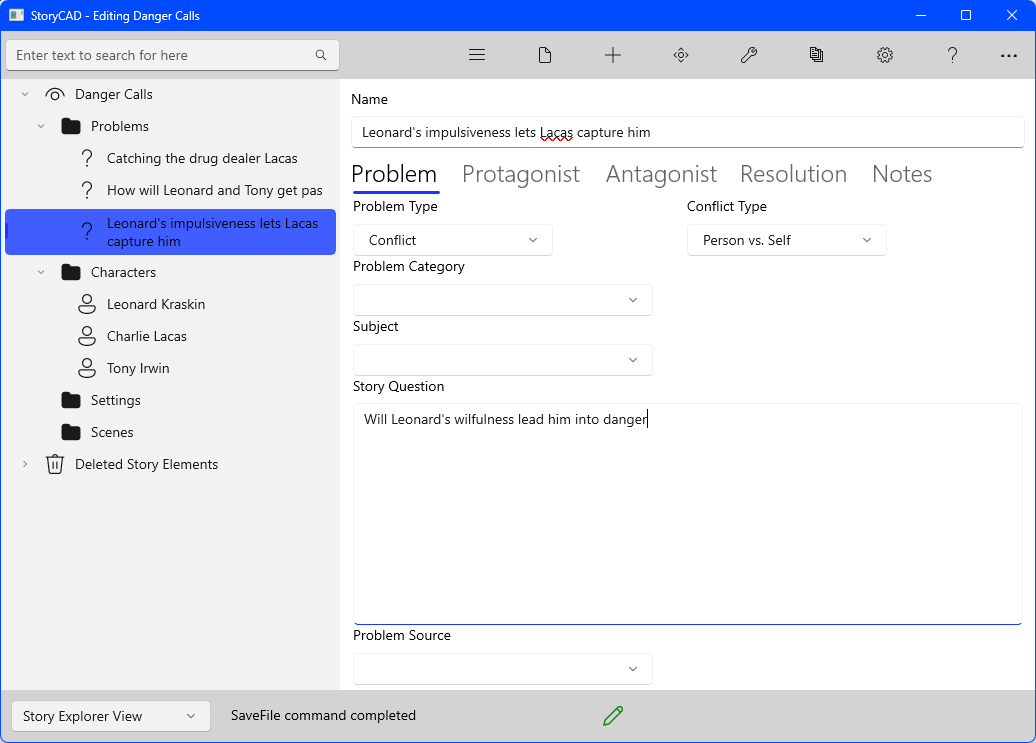 StoryCAD - Editing Danger Calls
Enter text to search for here
Danger Calls
Problems
Catching the drug dealer Lacas
How will Leonard and Tony get pas
Leonard's impulsiveness lets Lacas
capture him
Characters
Leonard Kraskin
Charlie Lacas
Tony Irwin
Settings
Scenes
Deleted Story Elements
Name
Leonard's impulsiveness lets Lacas capture him
Problem Protagonist Antagonist Resolution Notes
Problem Type Conflict Type
Conflict Person vs. Self
Problem Category
Subject
Story Question
Will Leonard's wilfulness lead him into danger
Problem Source
Story Explorer View SaveFile command completed